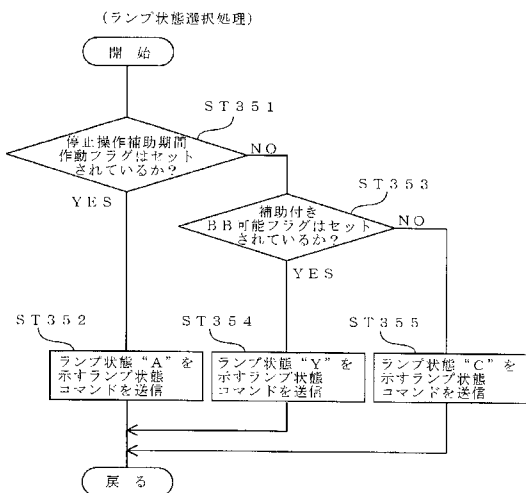 (ランプ状態選択処理)
開始
ST351
停止操作補助期間
作動フラグはセット
されているか？
NO
YES
ST353
補助付き
BB可能フラグはセット
されているか？
NO
YES
ST352
ランプ状態“A”を
示すランプ状態
コマンドを送信
ST354
ランプ状態“Y”を
示すランプ状態
コマンドを送信
ST355
ランプ状態“C”を
示すランプ状態
コマンドを送信
戻る